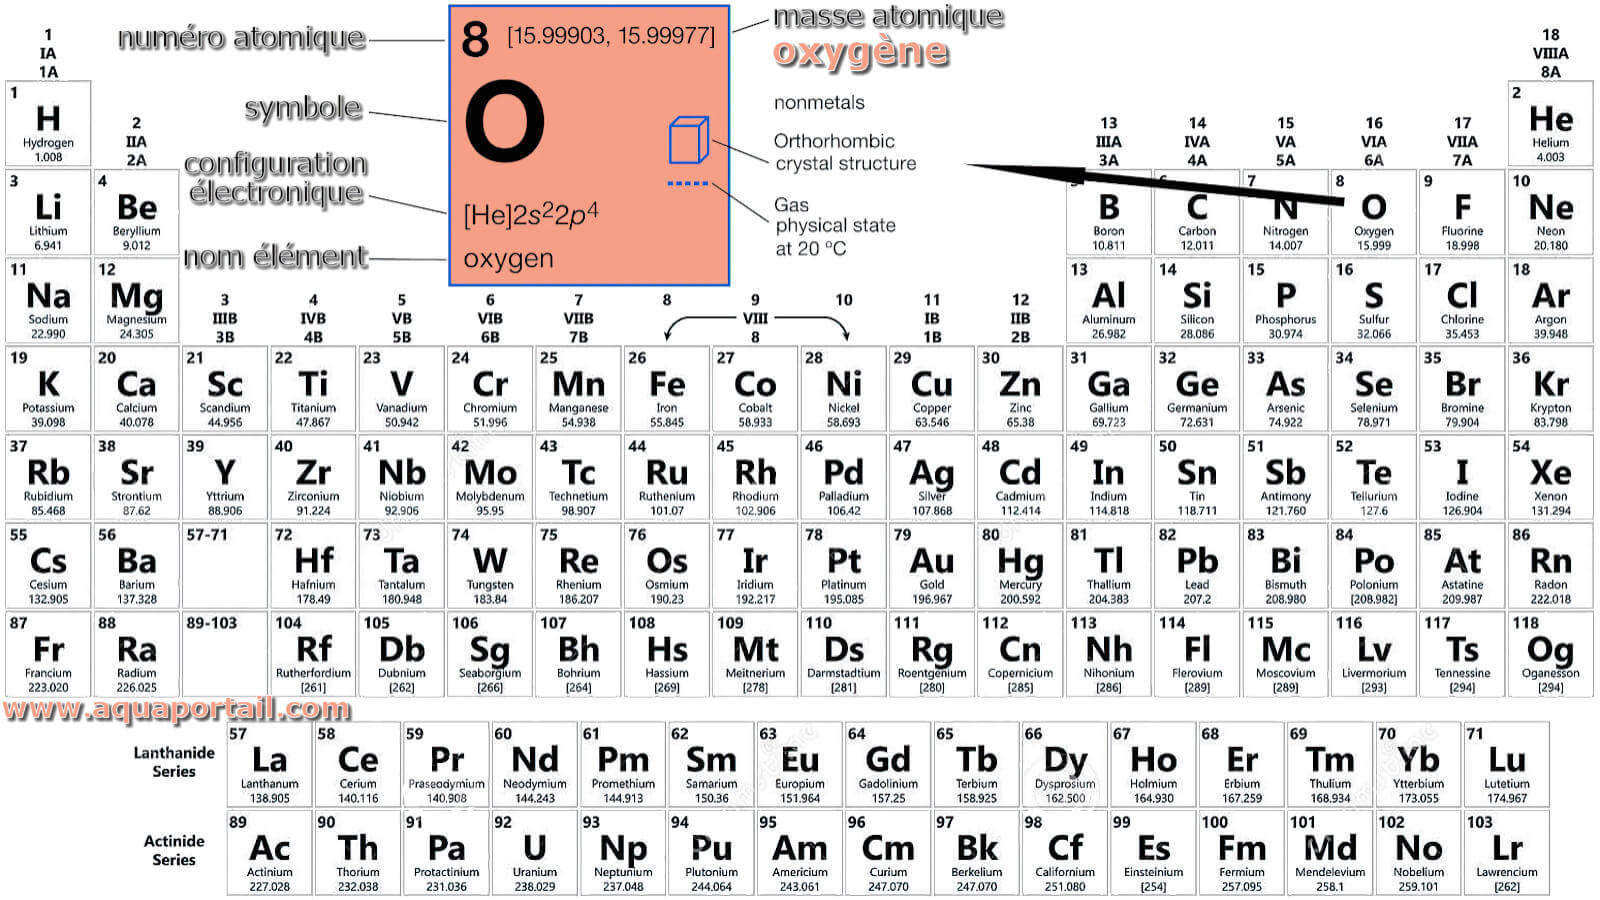 numéro atomique
symbole
configuration
électronique
nom élément
8 [15.99903, 15.99977]
O
[He]2s²2p⁴
oxygen
masse atomique
oxygène
nonmetals
Orthorhombic
crystal structure
Gas
physical state
at 20 °C
1
IA
1A
2
IIA
2A
3
IIIB
3B
4
IVB
4B
5
VB
5B
6
VIB
6B
7
VIIB
7B
8 9 10
VIII
8
11
IB
1B
12
IIB
2B
13
IIIA
3A
14
IVA
4A
15
VA
5A
16
VIA
6A
17
VIIA
7A
18
VIIIA
8A
1
H
Hydrogen
1.008
2
He
Helium
4.003
3
Li
Lithium
6.941
4
Be
Beryllium
9.012
5
B
Boron
10.811
6
C
Carbon
12.011
7
N
Nitrogen
14.007
8
O
Oxygen
15.999
9
F
Fluorine
18.998
10
Ne
Neon
20.180
11
Na
Sodium
22.990
12
Mg
Magnesium
24.305
13
Al
Aluminum
26.982
14
Si
Silicon
28.086
15
P
Phosphorus
30.974
16
S
Sulfur
32.066
17
Cl
Chlorine
35.453
18
Ar
Argon
39.948
19
K
Potassium
39.098
20
Ca
Calcium
40.078
21
Sc
Scandium
44.956
22
Ti
Titanium
47.867
23
V
Vanadium
50.942
24
Cr
Chromium
51.996
25
Mn
Manganese
54.938
26
Fe
Iron
55.845
27
Co
Cobalt
58.933
28
Ni
Nickel
58.693
29
Cu
Copper
63.546
30
Zn
Zinc
65.38
31
Ga
Gallium
69.723
32
Ge
Germanium
72.631
33
As
Arsenic
74.922
34
Se
Selenium
78.971
35
Br
Bromine
79.904
36
Kr
Krypton
83.798
37
Rb
Rubidium
85.468
38
Sr
Strontium
87.62
39
Y
Yttrium
88.906
40
Zr
Zirconium
91.224
41
Nb
Niobium
92.906
42
Mo
Molybdenum
95.95
43
Tc
Technetium
98.907
44
Ru
Ruthenium
101.07
45
Rh
Rhodium
102.906
46
Pd
Palladium
106.42
47
Ag
Silver
107.868
48
Cd
Cadmium
112.414
49
In
Indium
114.818
50
Sn
Tin
118.711
51
Sb
Antimony
121.760
52
Te
Tellurium
127.6
53
I
Iodine
126.904
54
Xe
Xenon
131.294
55
Cs
Cesium
132.905
56
Ba
Barium
137.328
57-71
72
Hf
Hafnium
178.49
73
Ta
Tantalum
180.948
74
W
Tungsten
183.84
75
Re
Rhenium
186.207
76
Os
Osmium
190.23
77
Ir
Iridium
192.217
78
Pt
Platinum
195.085
79
Au
Gold
196.967
80
Hg
Mercury
200.592
81
Tl
Thallium
204.383
82
Pb
Lead
207.2
83
Bi
Bismuth
208.980
84
Po
Polonium
[208.982]
85
At
Astatine
209.987
86
Rn
Radon
222.018
87
Fr
Francium
223.020
88
Ra
Radium
226.025
89-103
104
Rf
Rutherfordium
[261]
105
Db
Dubnium
[262]
106
Sg
Seaborgium
[266]
107
Bh
Bohrium
[264]
108
Hs
Hassium
[269]
109
Mt
Meitnerium
[278]
110
Ds
Darmstadtium
[281]
111
Rg
Roentgenium
[280]
112
Cn
Copernicium
[285]
113
Nh
Nihonium
[286]
114
Fl
Flerovium
[289]
115
Mc
Moscovium
[289]
116
Lv
Livermorium
[293]
117
Ts
Tennessine
[294]
118
Og
Oganesson
[294]
www.aquaportail.com
Lanthanide
Series
57
La
Lanthanum
138.905
58
Ce
Cerium
140.116
59
Pr
Praseodymium
140.908
60
Nd
Neodymium
144.243
61
Pm
Promethium
144.913
62
Sm
Samarium
150.36
63
Eu
Europium
151.964
64
Gd
Gadolinium
157.25
65
Tb
Terbium
158.925
66
Dy
Dysprosium
162.500
67
Ho
Holmium
164.930
68
Er
Erbium
167.259
69
Tm
Thulium
168.934
70
Yb
Ytterbium
173.055
71
Lu
Lutetium
174.967
Actinide
Series
89
Ac
Actinium
227.028
90
Th
Thorium
232.038
91
Pa
Protactinium
231.036
92
U
Uranium
238.029
93
Np
Neptunium
237.048
94
Pu
Plutonium
244.064
95
Am
Americium
243.061
96
Cm
Curium
247.070
97
Bk
Berkelium
247.070
98
Cf
Californium
251.080
99
Es
Einsteinium
[254]
100
Fm
Fermium
257.095
101
Md
Mendelevium
258.1
102
No
Nobelium
259.101
103
Lr
Lawrencium
[262]